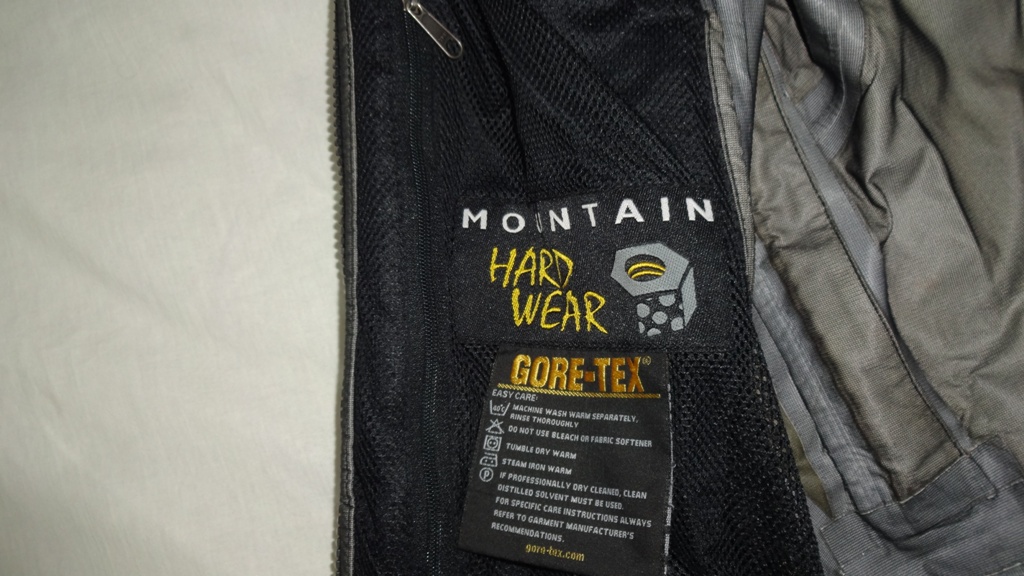 MOUNTAIN
HARD
WEAR
GORE-TEX®
EASY CARE:
40°C MACHINE WASH WARM SEPARATELY.
RINSE THOROUGHLY
DO NOT USE BLEACH OR FABRIC SOFTENER
TUMBLE DRY WARM
STEAM IRON WARM
P IF PROFESSIONALLY DRY CLEANED, CLEAN
DISTILLED SOLVENT MUST BE USED.
FOR SPECIFIC CARE INSTRUCTIONS ALWAYS
REFER TO GARMENT MANUFACTURER'S
RECOMMENDATIONS.
gore-tex.com